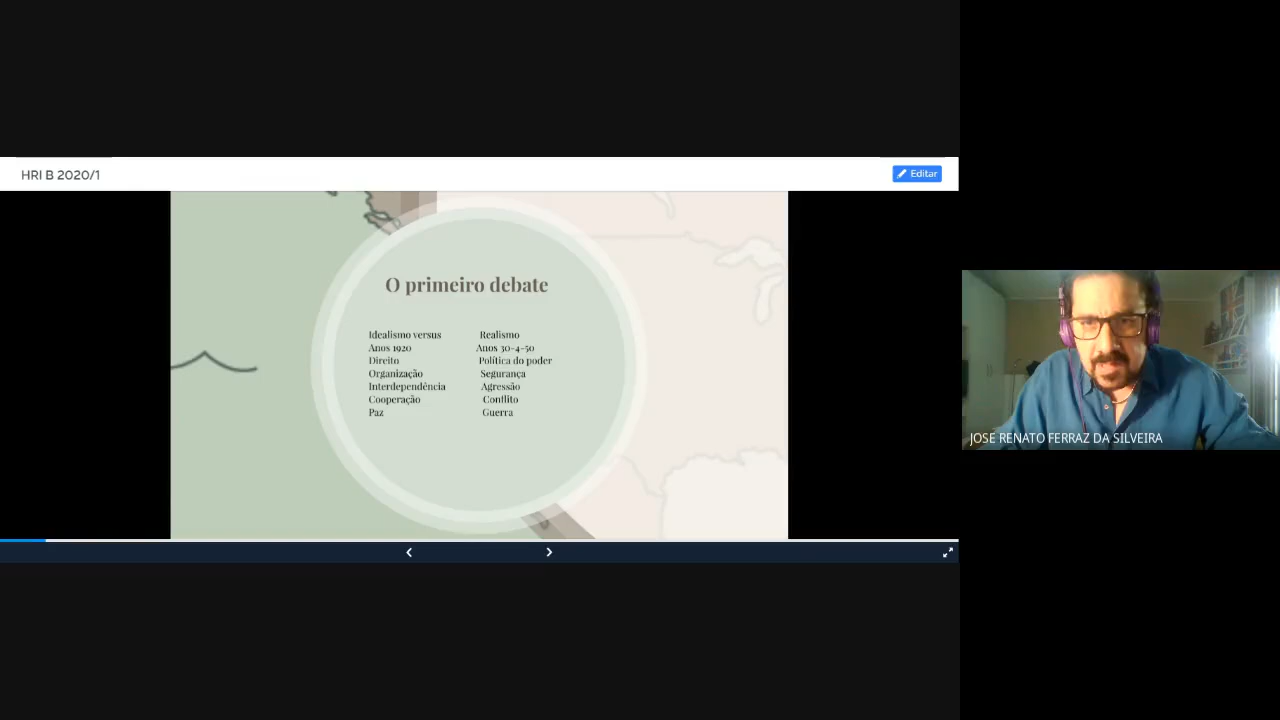 HRI B 2020/1
Editar
O primeiro debate
Idealismo versus Realismo
Anos 1920 Anos 30-4-50
Direito Política do poder
Organização Segurança
Interdependência Agressão
Cooperação Conflito
Paz Guerra
JOSE RENATO FERRAZ DA SILVEIRA